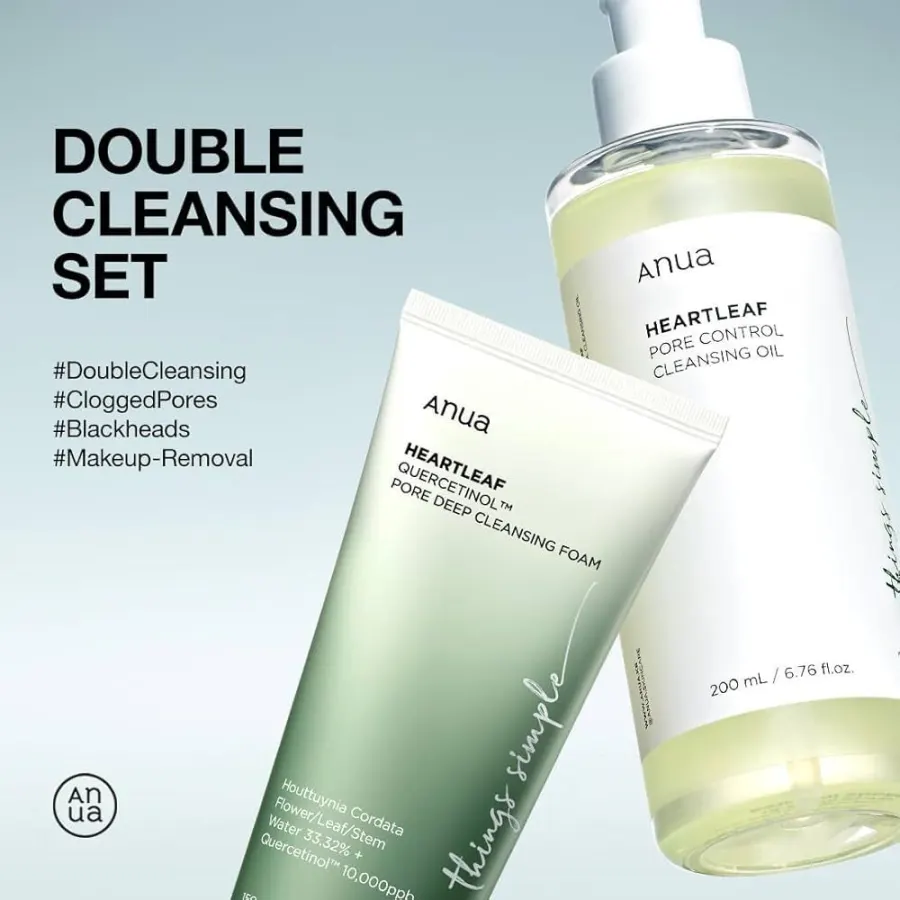 DOUBLE
CLEANSING
SET
#DoubleCleansing
#CloggedPores
#Blackheads
#Makeup-Removal
Anua
HEARTLEAF
PORE CONTROL
CLEANSING OIL
things simple
200 mL / 6.76 fl.oz.
Anua
HEARTLEAF
QUERCETINOL™
PORE DEEP CLEANSING FOAM
things simple
Houttuynia Cordata
Flower/Leaf/Stem
Water 33.32% +
Quercetinol™ 10,000ppb
An
ua